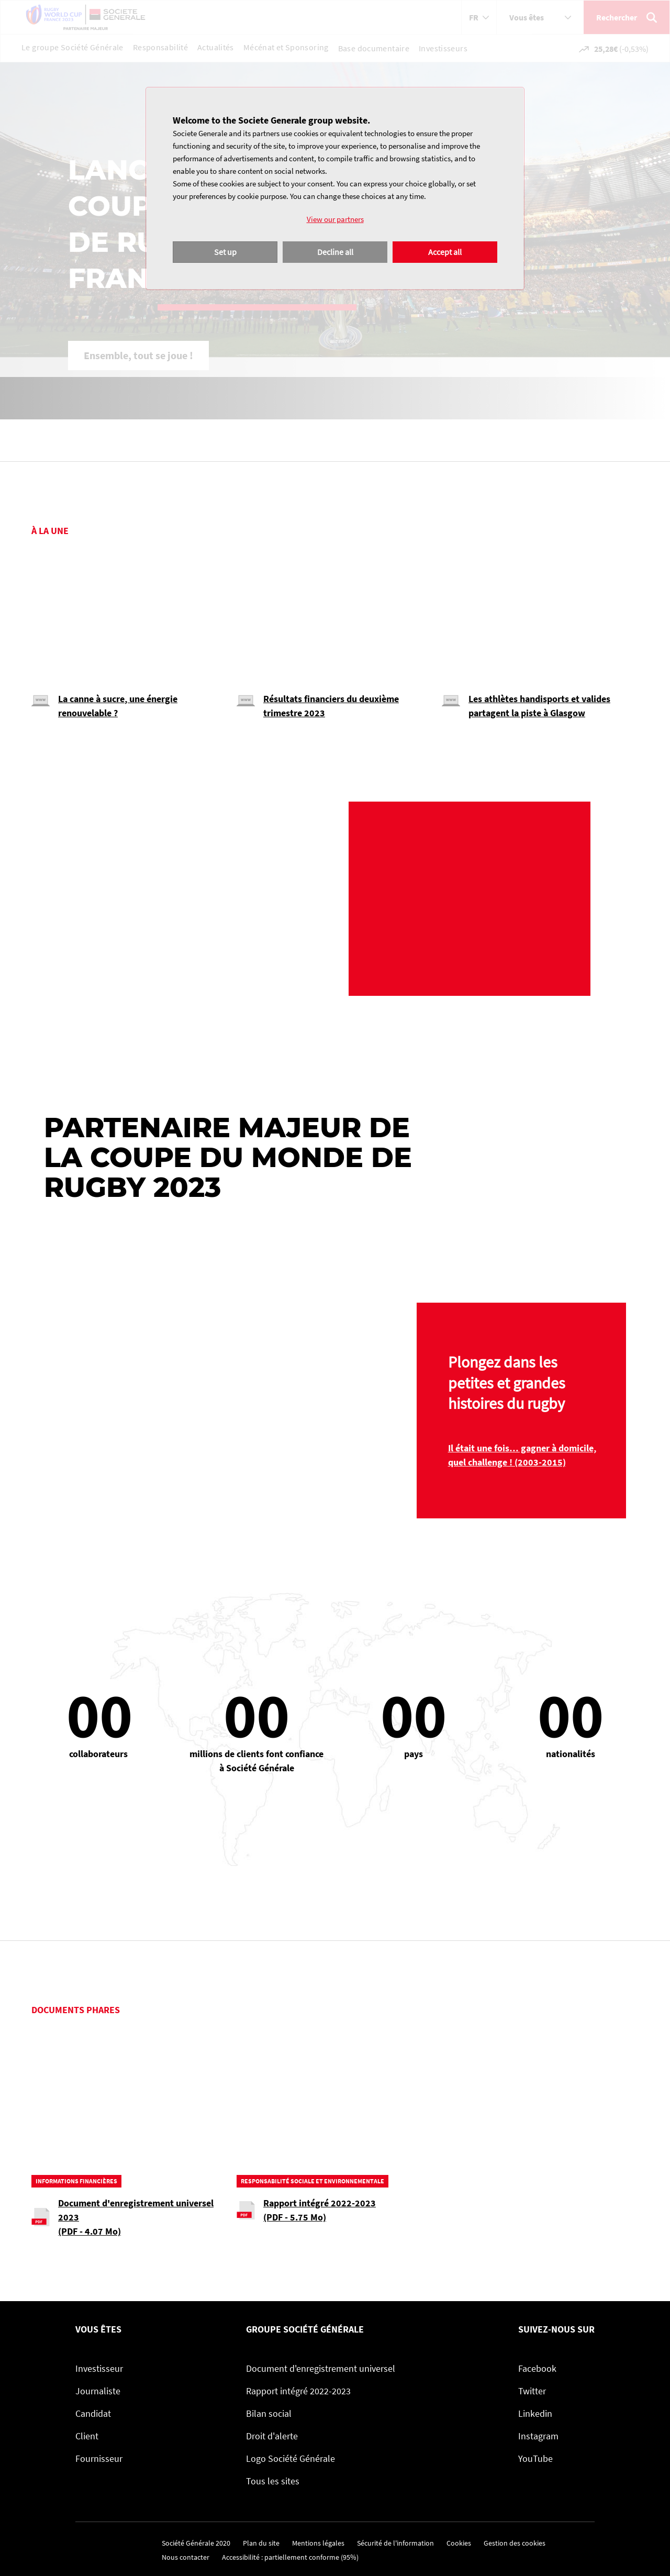 RUGBY
WORLD CUP
FRANCE 2023
SOCIETE
GENERALE
PARTENAIRE MAJEUR
FR
Vous êtes
Rechercher
Le groupe Société Générale
Responsabilité
Actualités
Mécénat et Sponsoring
Base documentaire
Investisseurs
25,28€ (-0,53%)
LANC
COUP
DE RU
FRAN
Ensemble, tout se joue !
Welcome to the Societe Generale group website.
Societe Generale and its partners use cookies or equivalent technologies to ensure the proper
functioning and security of the site, to improve your experience, to personalise and improve the
performance of advertisements and content, to compile traffic and browsing statistics, and to
enable you to share content on social networks.
Some of these cookies are subject to your consent. You can express your choice globally, or set
your preferences by cookie purpose. You can change these choices at any time.
View our partners
Set up
Decline all
Accept all
À LA UNE
La canne à sucre, une énergie
renouvelable ?
Résultats financiers du deuxième
trimestre 2023
Les athlètes handisports et valides
partagent la piste à Glasgow
PARTENAIRE MAJEUR DE
LA COUPE DU MONDE DE
RUGBY 2023
Plongez dans les
petites et grandes
histoires du rugby
Il était une fois… gagner à domicile,
quel challenge ! (2003-2015)
00
collaborateurs
00
millions de clients font confiance
à Société Générale
00
pays
00
nationalités
DOCUMENTS PHARES
INFORMATIONS FINANCIÈRES
PDF
Document d'enregistrement universel
2023
(PDF - 4.07 Mo)
RESPONSABILITÉ SOCIALE ET ENVIRONNEMENTALE
PDF
Rapport intégré 2022-2023
(PDF - 5.75 Mo)
VOUS ÊTES
Investisseur
Journaliste
Candidat
Client
Fournisseur
GROUPE SOCIÉTÉ GÉNÉRALE
Document d'enregistrement universel
Rapport intégré 2022-2023
Bilan social
Droit d'alerte
Logo Société Générale
Tous les sites
SUIVEZ-NOUS SUR
Facebook
Twitter
Linkedin
Instagram
YouTube
Société Générale 2020
Plan du site
Mentions légales
Sécurité de l'information
Cookies
Gestion des cookies
Nous contacter
Accessibilité : partiellement conforme (95%)